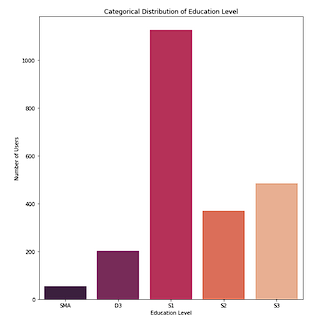 Categorical Distribution of Education Level
Number of Users
1000
800
600
400
200
0
SMA D3 S1 S2 S3
Education Level